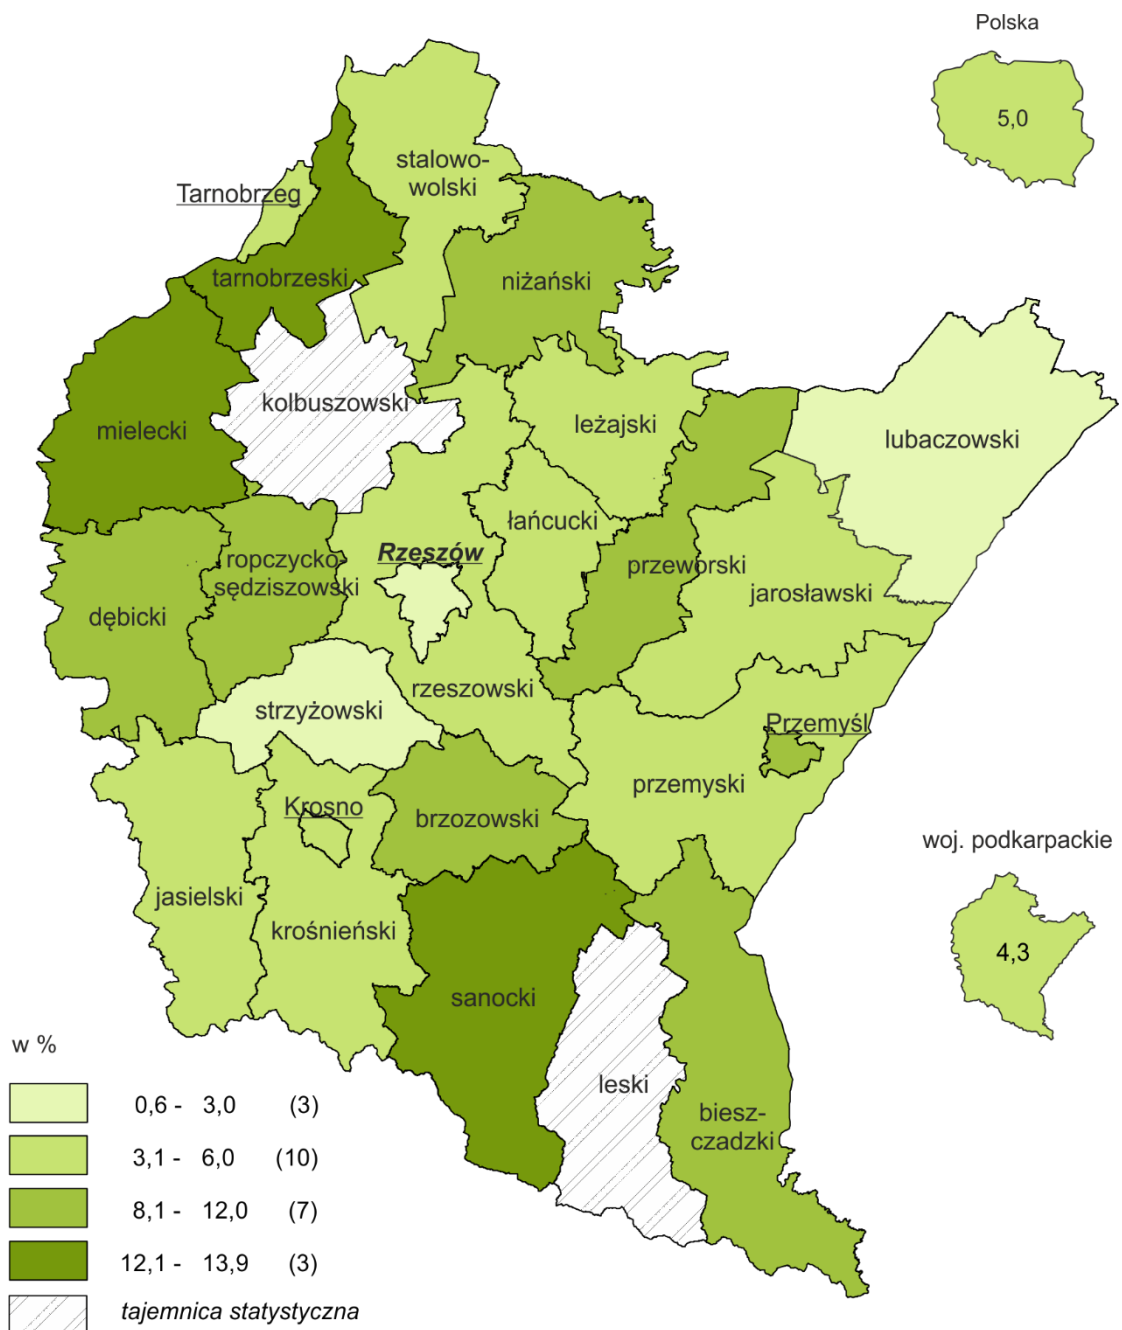 Polska
5,0
stalowo-
wolski
Tarnobrzeg
tarnobrzeski
niżański
kolbuszowski
mielecki
leżajski
lubaczowski
łańcucki
Rzeszów
ropczycko-
sędziszowski
przeworski
jarosławski
dębicki
rzeszowski
strzyżowski
Przemyśl
przemyski
Krosno
brzozowski
woj. podkarpackie
4,3
jasielski
krośnieński
sanocki
leski
biesz-
czadzki
w %
0,6 - 3,0 (3)
3,1 - 6,0 (10)
8,1 - 12,0 (7)
12,1 - 13,9 (3)
tajemnica statystyczna